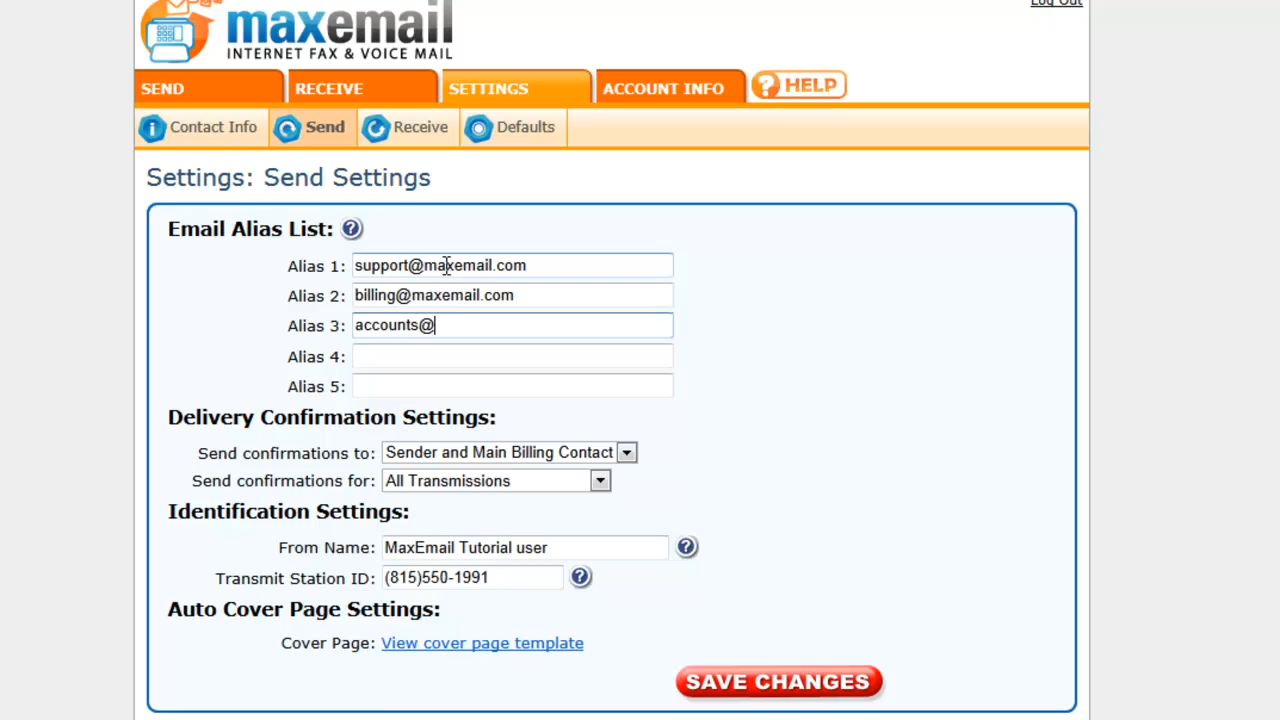 Log Out
maxemail
INTERNET FAX & VOICE MAIL
SEND RECEIVE SETTINGS ACCOUNT INFO ? HELP
Contact Info Send Receive Defaults
Settings: Send Settings
Email Alias List: ?
Alias 1: support@maxemail.com
Alias 2: billing@maxemail.com
Alias 3: accounts@
Alias 4:
Alias 5:
Delivery Confirmation Settings:
Send confirmations to: Sender and Main Billing Contact
Send confirmations for: All Transmissions
Identification Settings:
From Name: MaxEmail Tutorial user ?
Transmit Station ID: (815)550-1991 ?
Auto Cover Page Settings:
Cover Page: View cover page template
SAVE CHANGES